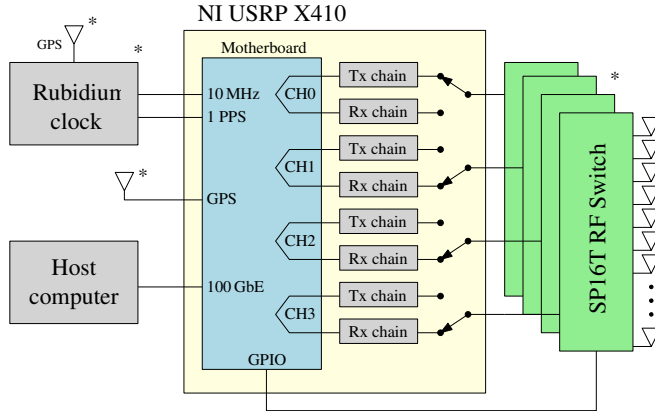 NI USRP X410
GPS
*
*
Rubidium
clock
Motherboard
10 MHz
1 PPS
*
GPS
Host
computer
100 GbE
GPIO
CH0
Tx chain
Rx chain
CH1
Tx chain
Rx chain
CH2
Tx chain
Rx chain
CH3
Tx chain
Rx chain
*
SP16T RF Switch